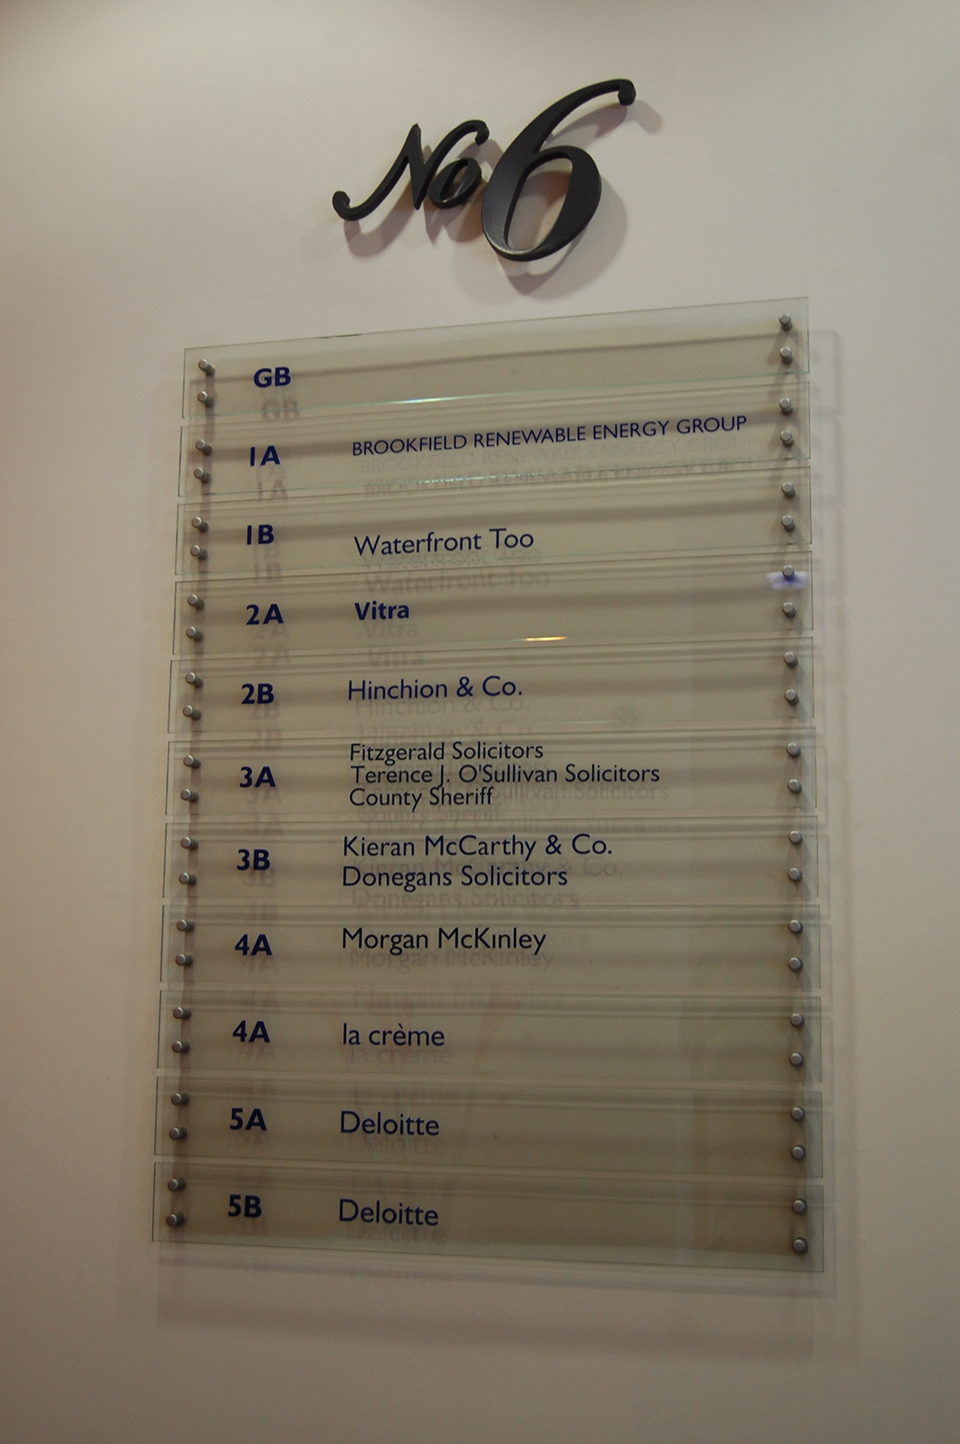 No 6
GB
1A BROOKFIELD RENEWABLE ENERGY GROUP
1B Waterfront Too
2A Vitra
2B Hinchion & Co.
3A Fitzgerald Solicitors
Terence J. O'Sullivan Solicitors
County Sheriff
3B Kieran McCarthy & Co.
Donegans Solicitors
4A Morgan McKinley
4A la crème
5A Deloitte
5B Deloitte